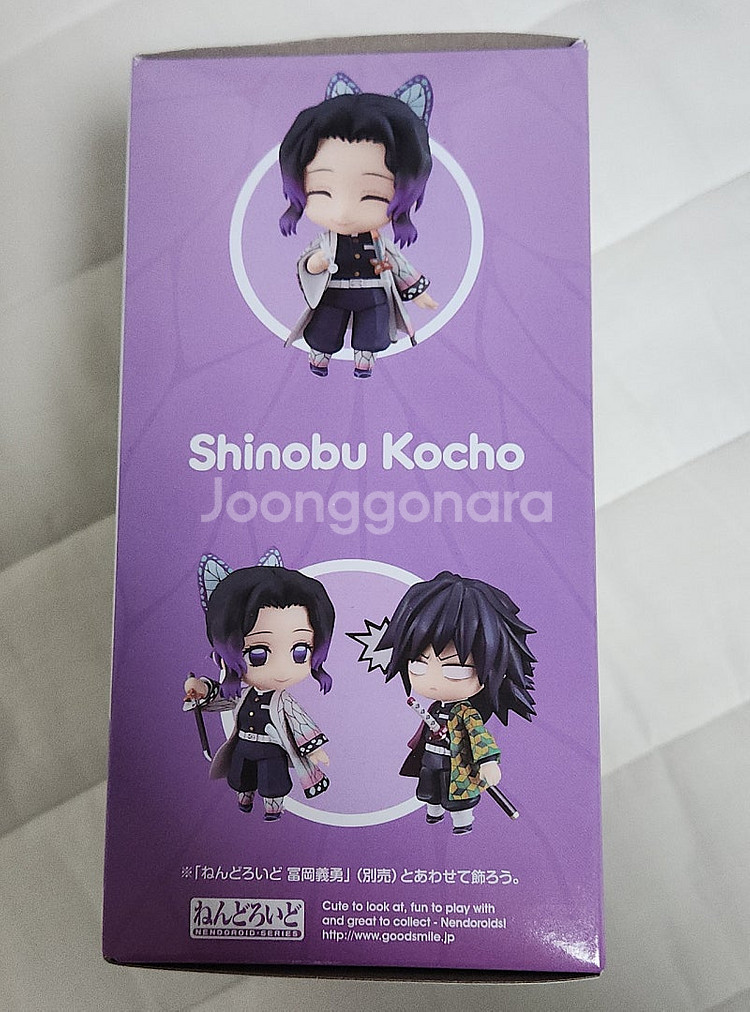 Shinobu Kocho
Joonggonara
※「ねんどろいど 冨岡義勇」（別売）とあわせて飾ろう。
ねんどろいど
NENDOROID・SERIES
Cute to look at, fun to play with
and great to collect - Nendoroids!
http://www.goodsmile.jp